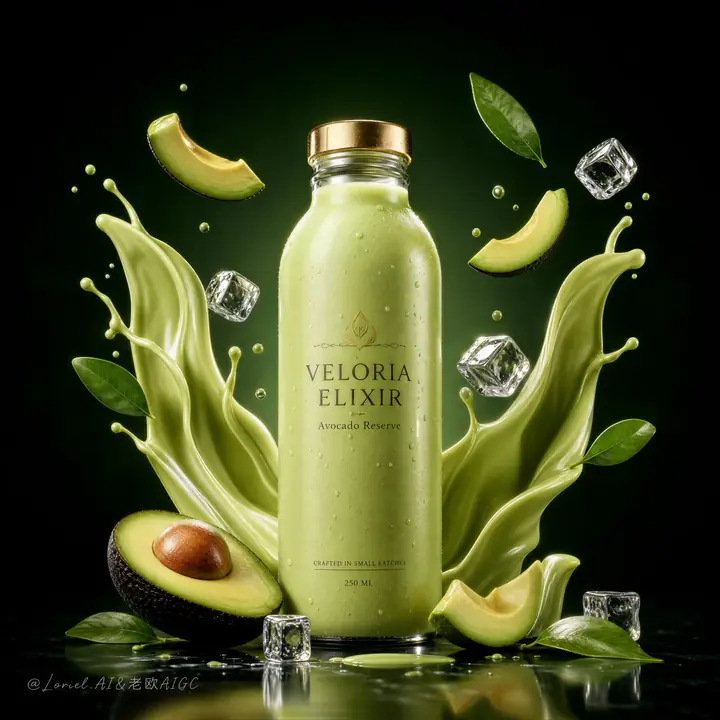 VELORIA
ELIXIR
Avocado Reserve
CRAFTED IN SMALL BATCHES
250 ML
@Loriel.AI&老欧AIGC